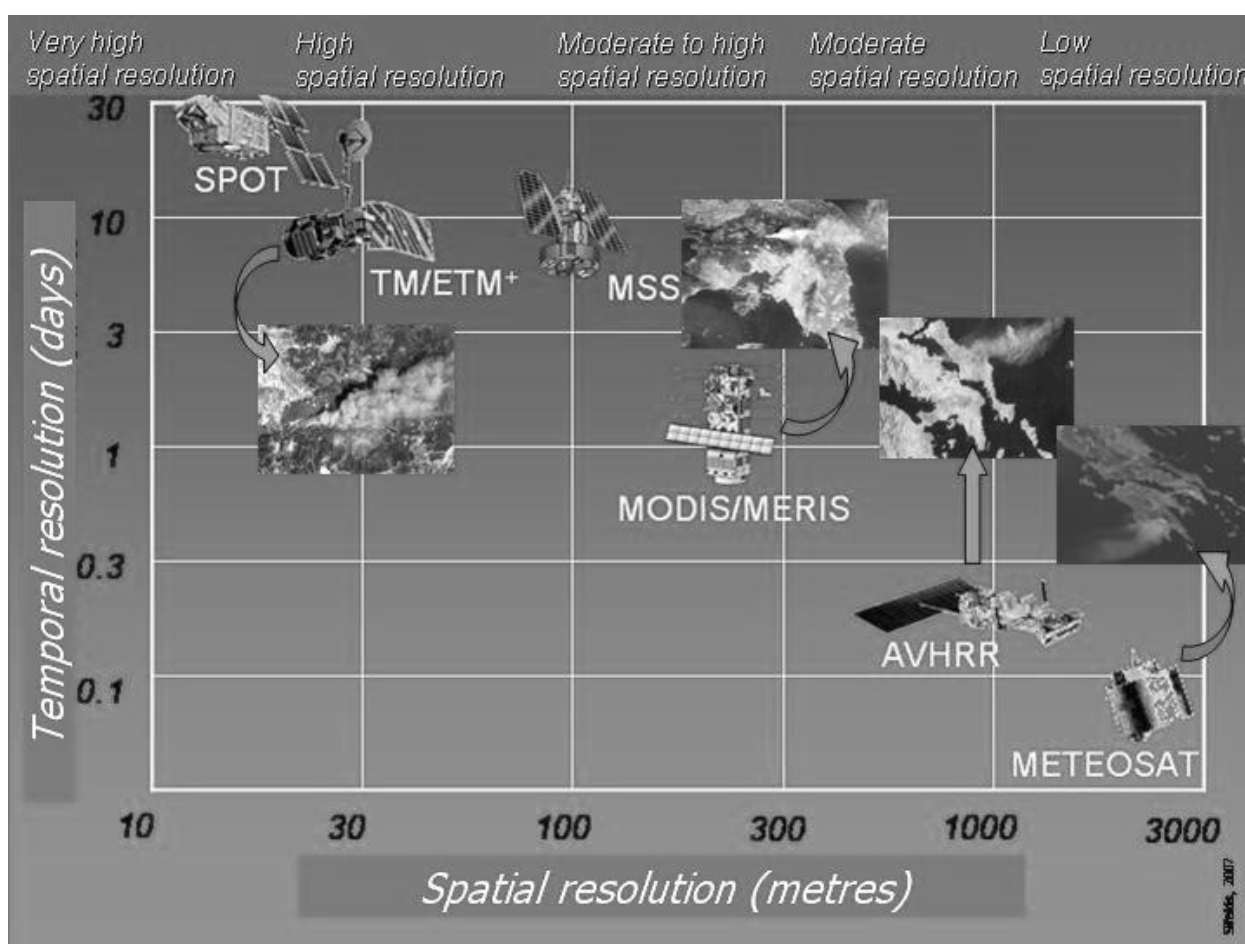 Very high
spatial resolution
High
spatial resolution
Moderate to high
spatial resolution
Moderate
spatial resolution
Low
spatial resolution
Temporal resolution (days)
30
10
3
1
0.3
0.1
SPOT
TM/ETM+
MSS
MODIS/MERIS
AVHRR
METEOSAT
10
30
100
300
1000
3000
Spatial resolution (metres)
2007